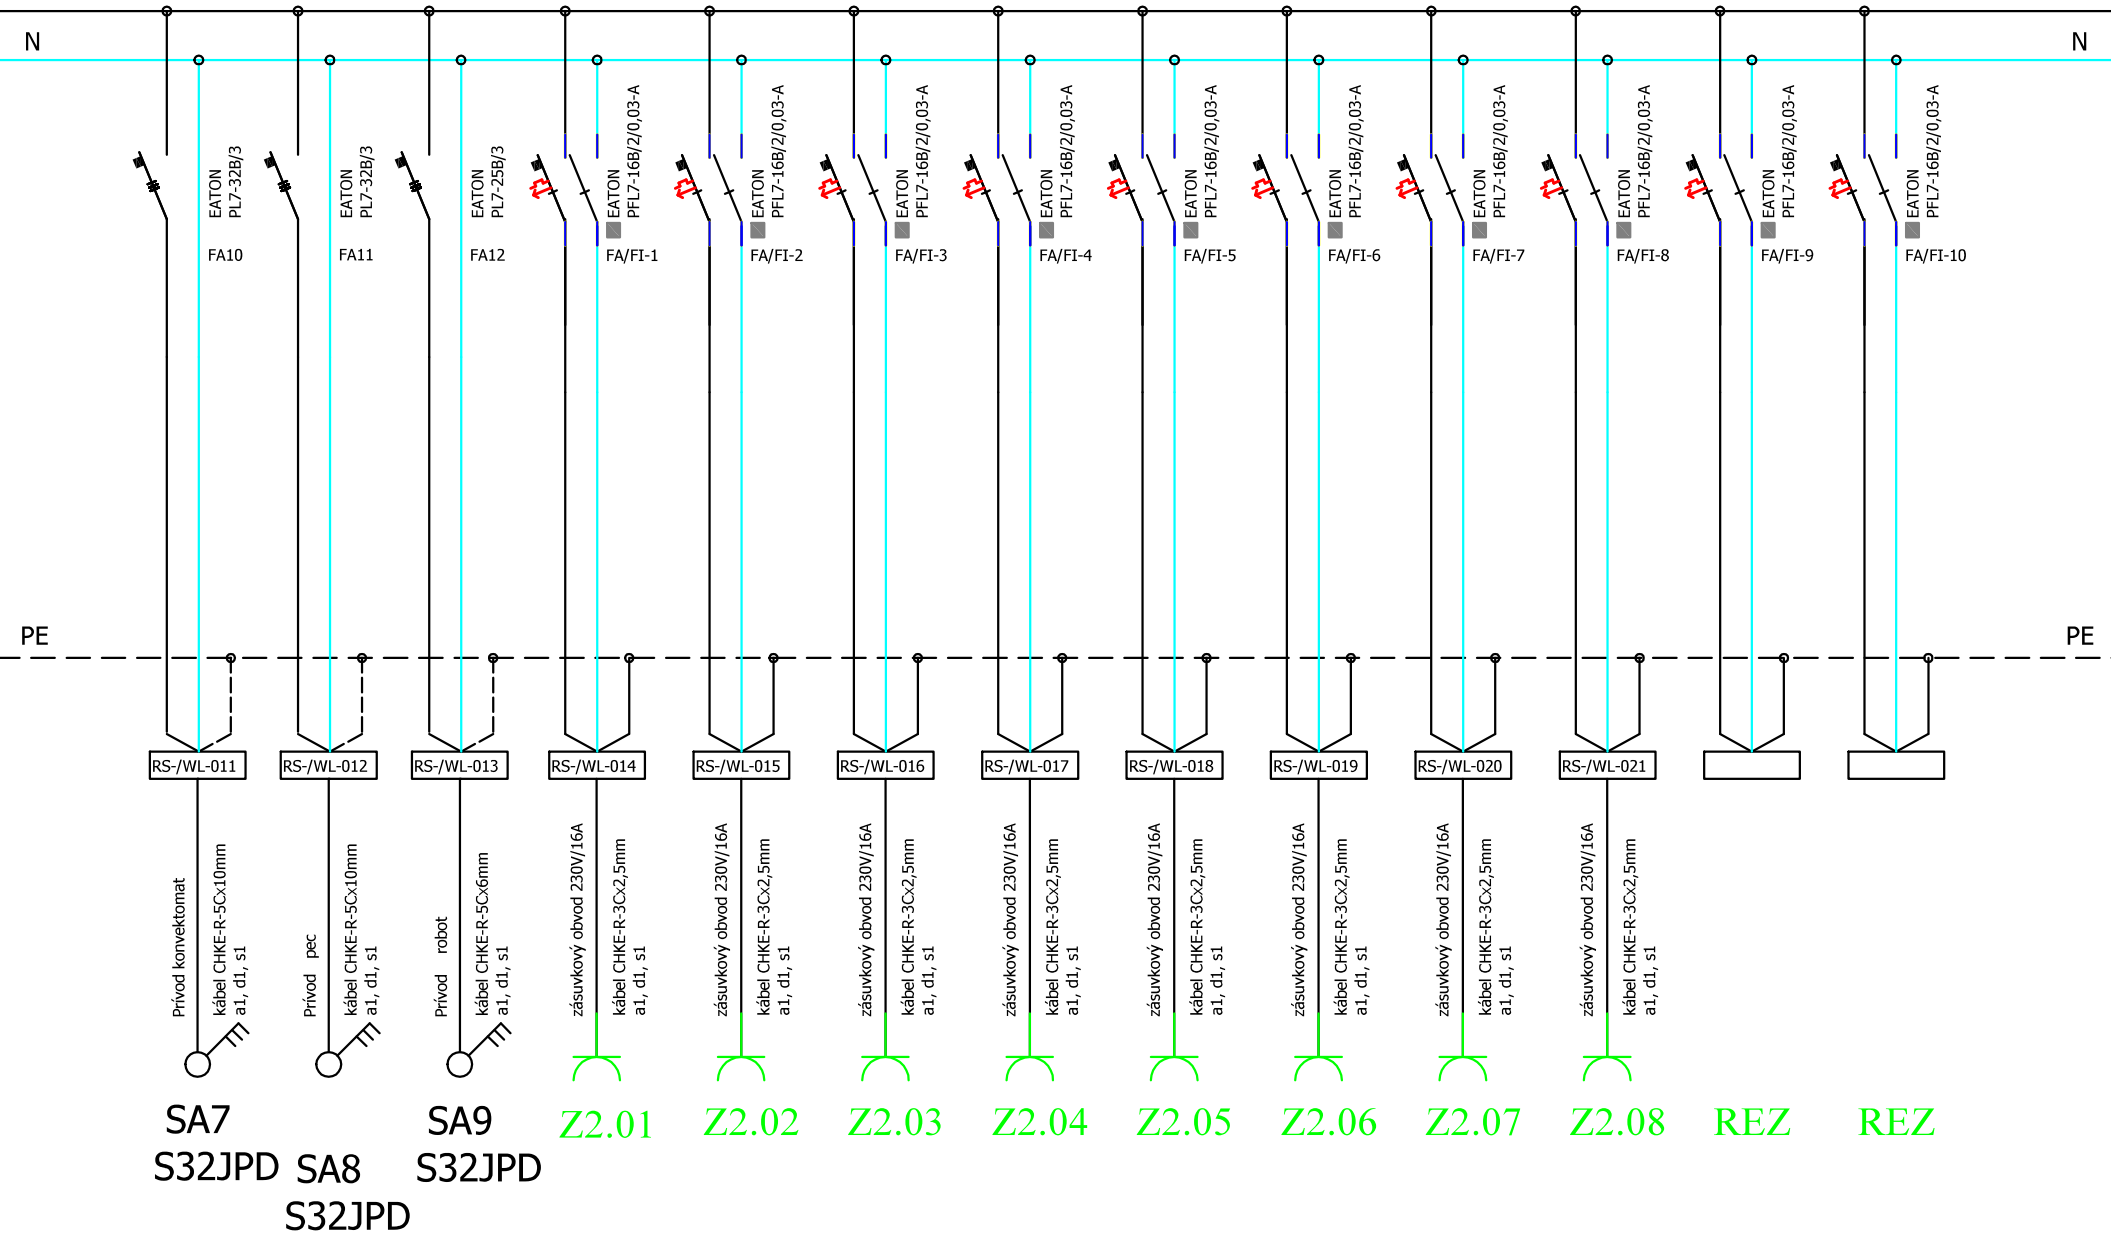 N
N
EATON
PL7-32B/3
FA10
EATON
PL7-32B/3
FA11
EATON
PL7-25B/3
FA12
EATON
PFL7-16B/2/0,03-A
FA/FI-1
EATON
PFL7-16B/2/0,03-A
FA/FI-2
EATON
PFL7-16B/2/0,03-A
FA/FI-3
EATON
PFL7-16B/2/0,03-A
FA/FI-4
EATON
PFL7-16B/2/0,03-A
FA/FI-5
EATON
PFL7-16B/2/0,03-A
FA/FI-6
EATON
PFL7-16B/2/0,03-A
FA/FI-7
EATON
PFL7-16B/2/0,03-A
FA/FI-8
EATON
PFL7-16B/2/0,03-A
FA/FI-9
EATON
PFL7-16B/2/0,03-A
FA/FI-10
PE
PE
RS-/WL-011
RS-/WL-012
RS-/WL-013
RS-/WL-014
RS-/WL-015
RS-/WL-016
RS-/WL-017
RS-/WL-018
RS-/WL-019
RS-/WL-020
RS-/WL-021
Prívod konvektomat
kábel CHKE-R-5Cx10mm
a1, d1, s1
Prívod pec
kábel CHKE-R-5Cx10mm
a1, d1, s1
Prívod robot
kábel CHKE-R-5Cx6mm
a1, d1, s1
zásuvkový obvod 230V/16A
kábel CHKE-R-3Cx2,5mm
a1, d1, s1
zásuvkový obvod 230V/16A
kábel CHKE-R-3Cx2,5mm
a1, d1, s1
zásuvkový obvod 230V/16A
kábel CHKE-R-3Cx2,5mm
a1, d1, s1
zásuvkový obvod 230V/16A
kábel CHKE-R-3Cx2,5mm
a1, d1, s1
zásuvkový obvod 230V/16A
kábel CHKE-R-3Cx2,5mm
a1, d1, s1
zásuvkový obvod 230V/16A
kábel CHKE-R-3Cx2,5mm
a1, d1, s1
zásuvkový obvod 230V/16A
kábel CHKE-R-3Cx2,5mm
a1, d1, s1
zásuvkový obvod 230V/16A
kábel CHKE-R-3Cx2,5mm
a1, d1, s1
SA7
S32JPD
SA8
S32JPD
SA9
S32JPD
Z2.01
Z2.02
Z2.03
Z2.04
Z2.05
Z2.06
Z2.07
Z2.08
REZ
REZ